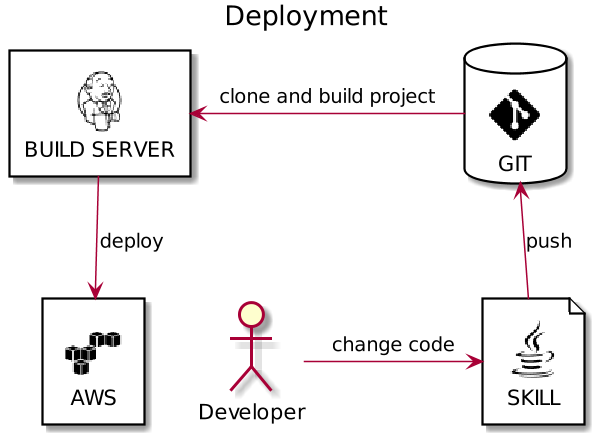 Deployment
clone and build project
BUILD SERVER
GIT
deploy
push
change code
AWS
SKILL
Developer